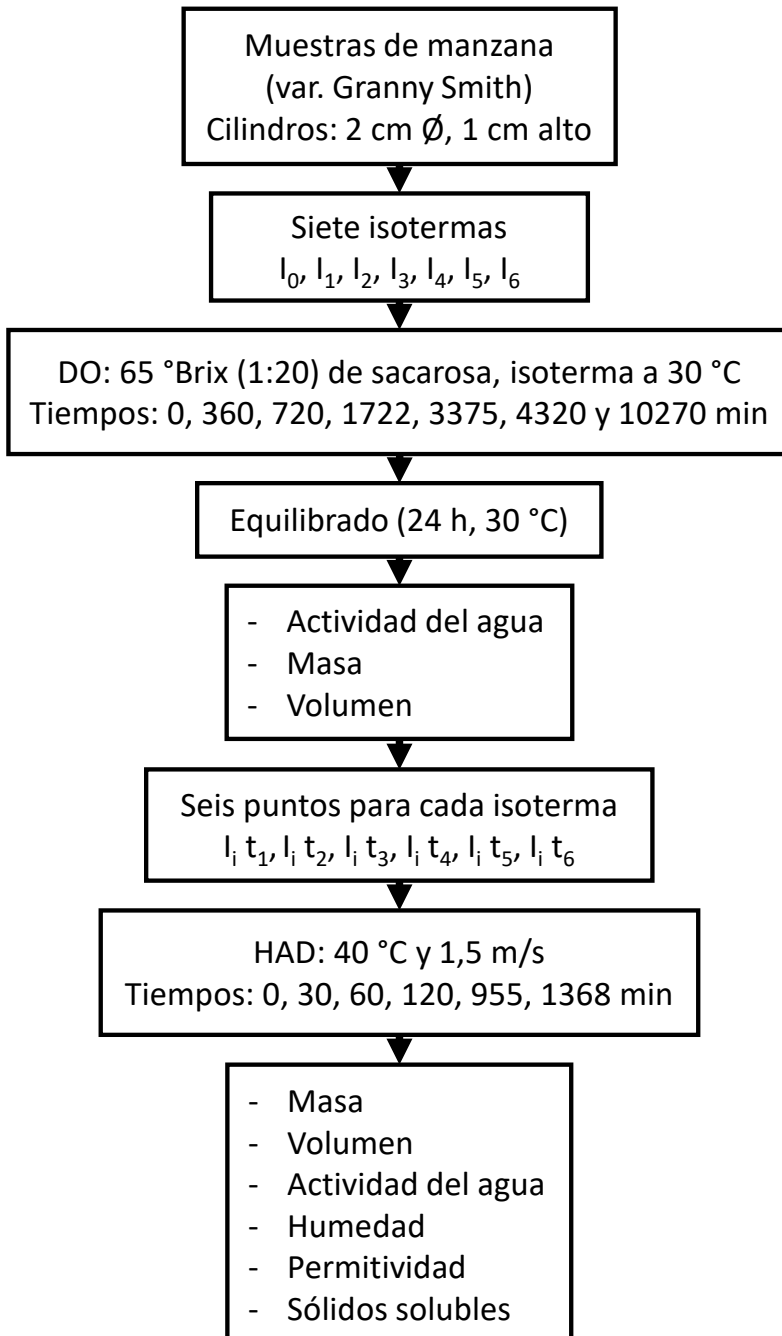 Muestras de manzana
(var. Granny Smith)
Cilindros: 2 cm Ø, 1 cm alto
Siete isotermas
I₀, I₁, I₂, I₃, I₄, I₅, I₆
DO: 65 °Brix (1:20) de sacarosa, isoterma a 30 °C
Tiempos: 0, 360, 720, 1722, 3375, 4320 y 10270 min
Equilibrado (24 h, 30 °C)
- Actividad del agua
- Masa
- Volumen
Seis puntos para cada isoterma
Iᵢ t₁, Iᵢ t₂, Iᵢ t₃, Iᵢ t₄, Iᵢ t₅, Iᵢ t₆
HAD: 40 °C y 1,5 m/s
Tiempos: 0, 30, 60, 120, 955, 1368 min
- Masa
- Volumen
- Actividad del agua
- Humedad
- Permitividad
- Sólidos solubles